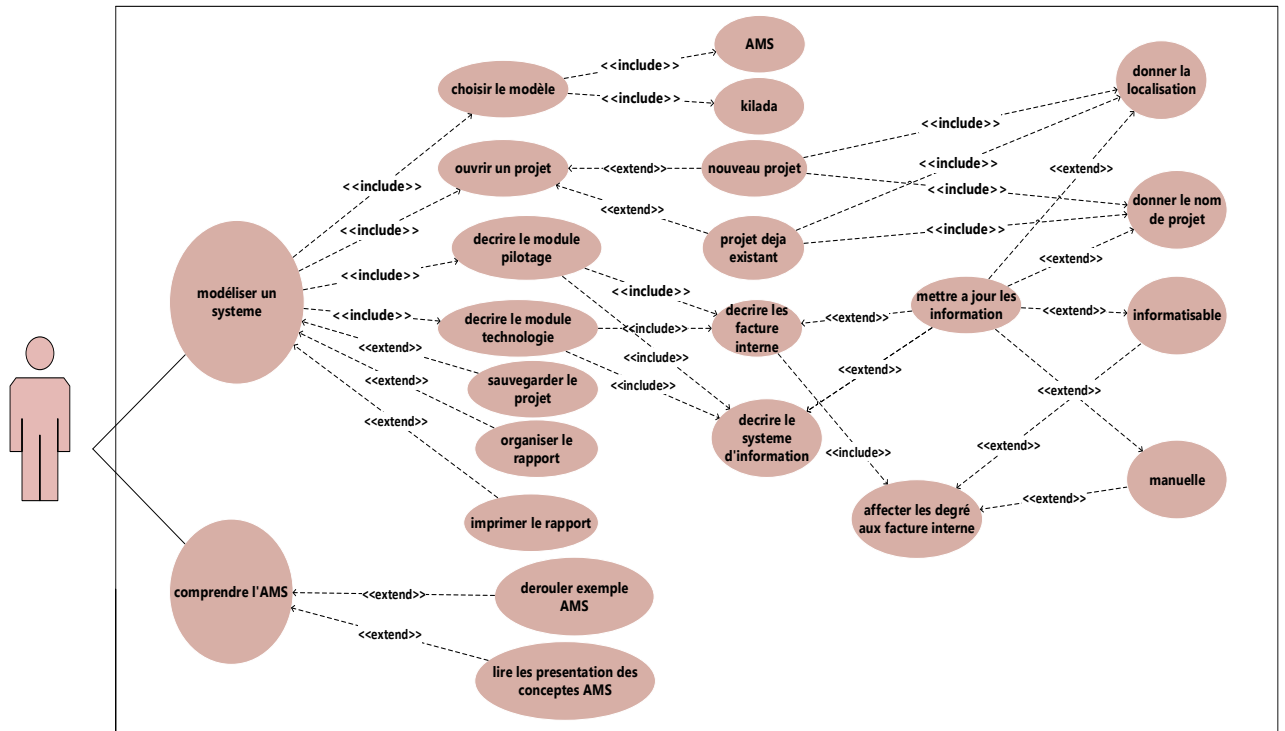 AMS
<<include>>
choisir le modèle
<<include>>
kilada
donner la
localisation
<<include>>
<<include>>
ouvrir un projet
<<extend>>
nouveau projet
<<include>>
<<extend>>
<<include>>
<<extend>>
donner le nom
de projet
<<include>>
decrire le module
pilotage
projet deja
existant
<<include>>
<<extend>>
modéliser un
systeme
<<include>>
<<include>>
mettre a jour les
information
<<include>>
decrire le module
technologie
<<include>>
decrire les
facture
interne
<<extend>>
<<extend>>
informatisable
<<extend>>
<<extend>>
sauvegarder le
projet
<<include>>
<<extend>>
<<extend>>
organiser le
rapport
decrire le
systeme
d'information
<<extend>>
<<extend>>
<<include>>
manuelle
imprimer le rapport
affecter les degré
aux facture interne
<<extend>>
comprendre l'AMS
<<extend>>
derouler exemple
AMS
<<extend>>
lire les presentation des
conceptes AMS